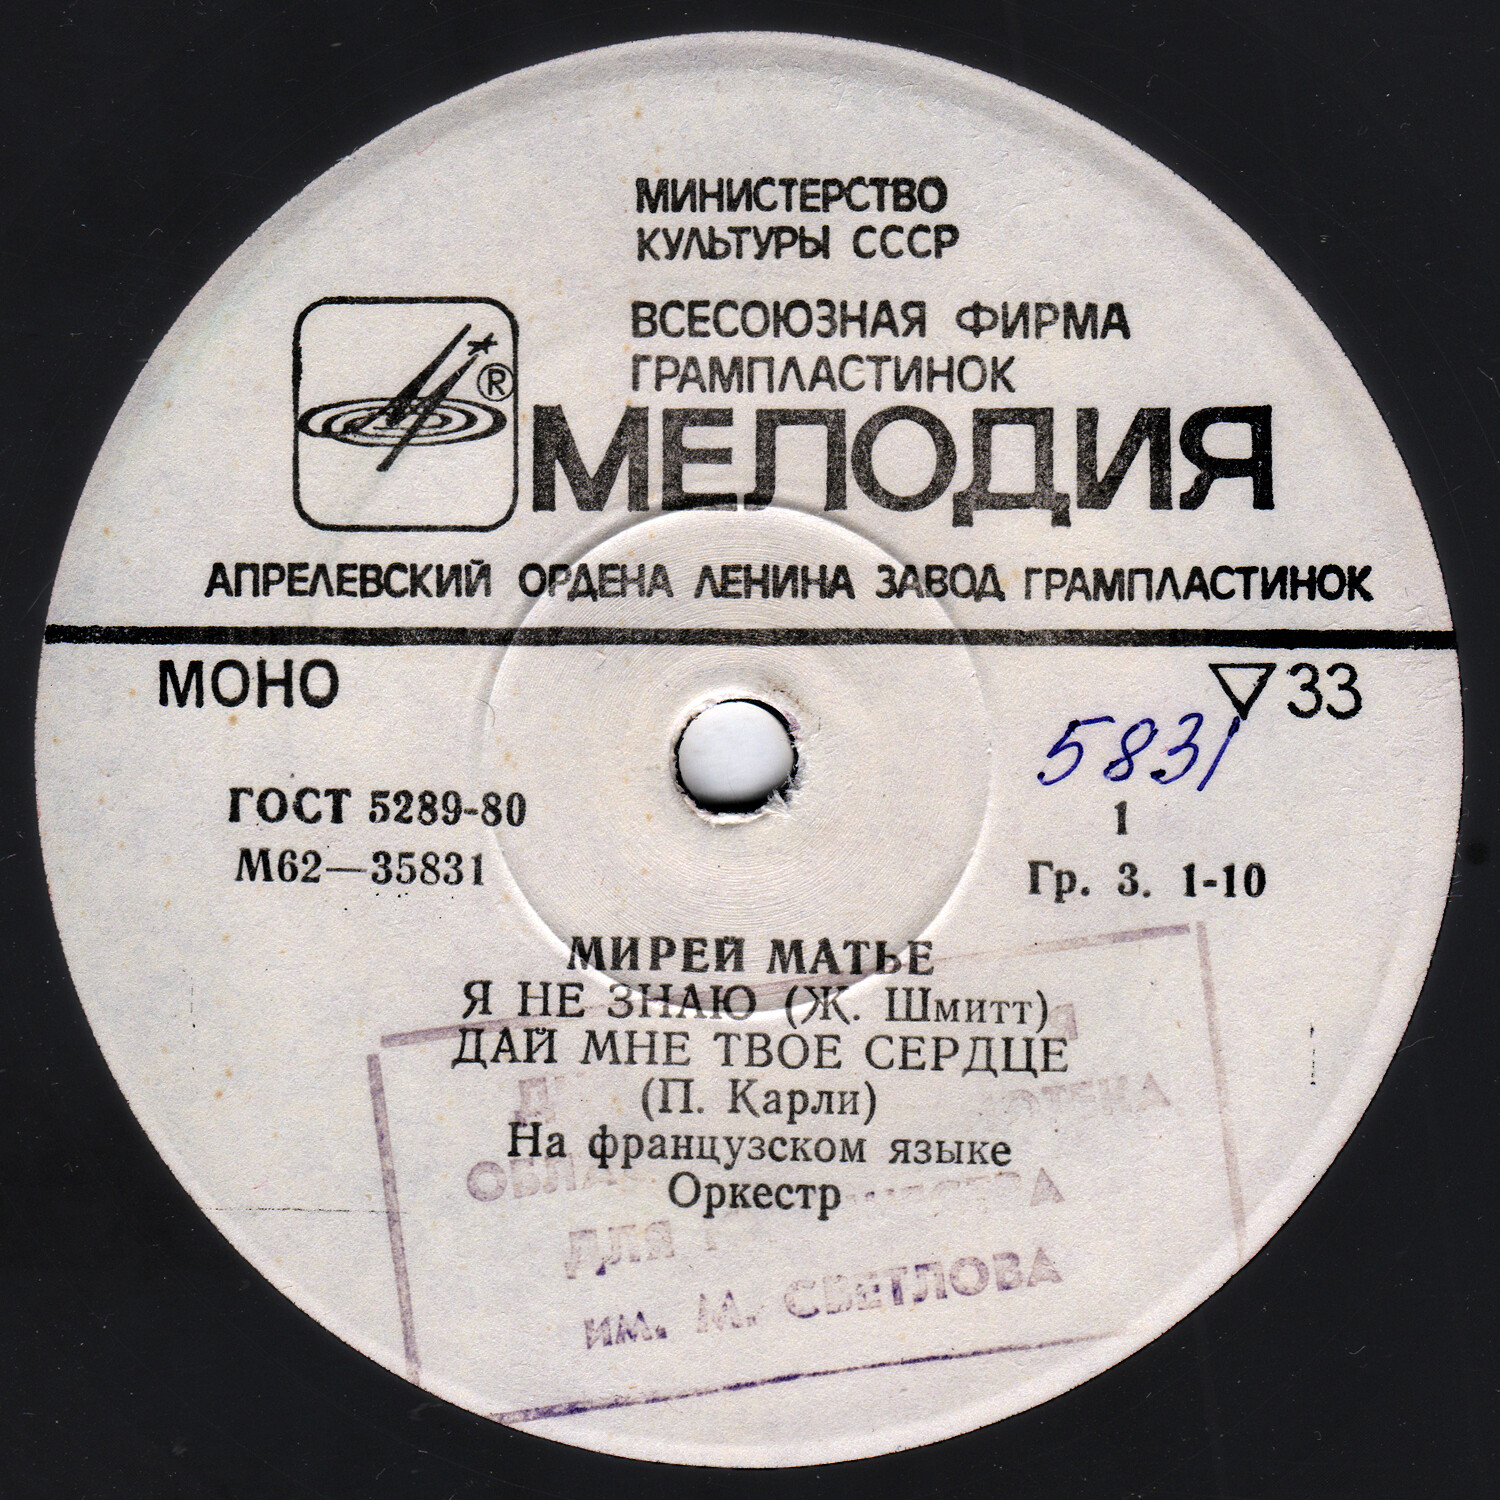 МИНИСТЕРСТВО
КУЛЬТУРЫ СССР
ВСЕСОЮЗНАЯ ФИРМА
ГРАМПЛАСТИНОК
®
МЕЛОДИЯ
АПРЕЛЕВСКИЙ ОРДЕНА ЛЕНИНА ЗАВОД ГРАМПЛАСТИНОК
МОНО
33
5831
ГОСТ 5289-80
1
М62—35831
Гр. 3. 1-10
МИРЕЙ МАТЬЕ
Я НЕ ЗНАЮ (Ж. Шмитт)
ДАЙ МНЕ ТВОЕ СЕРДЦЕ
(П. Карли)
На французском языке
Оркестр
ДЛЯ
ИМ. М. СВЕТЛОВА